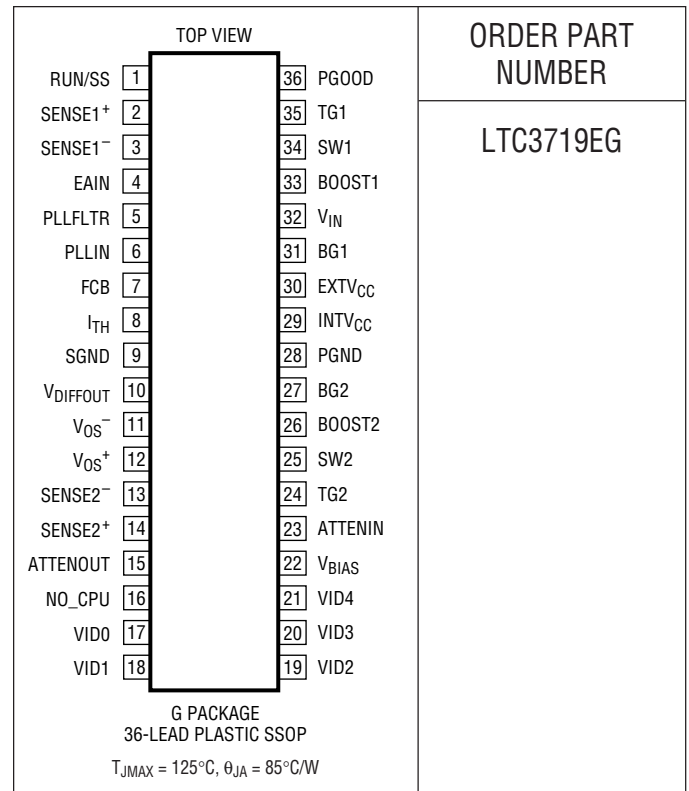 TOP VIEW
RUN/SS 1
SENSE1+ 2
SENSE1– 3
EAIN 4
PLLFLTR 5
PLLIN 6
FCB 7
ITH 8
SGND 9
VDIFFOUT 10
VOS– 11
VOS+ 12
SENSE2– 13
SENSE2+ 14
ATTENOUT 15
NO_CPU 16
VID0 17
VID1 18
36 PGOOD
35 TG1
34 SW1
33 BOOST1
32 VIN
31 BG1
30 EXTVCC
29 INTVCC
28 PGND
27 BG2
26 BOOST2
25 SW2
24 TG2
23 ATTENIN
22 VBIAS
21 VID4
20 VID3
19 VID2
G PACKAGE
36-LEAD PLASTIC SSOP
TJMAX = 125°C, θJA = 85°C/W
ORDER PART
NUMBER
LTC3719EG